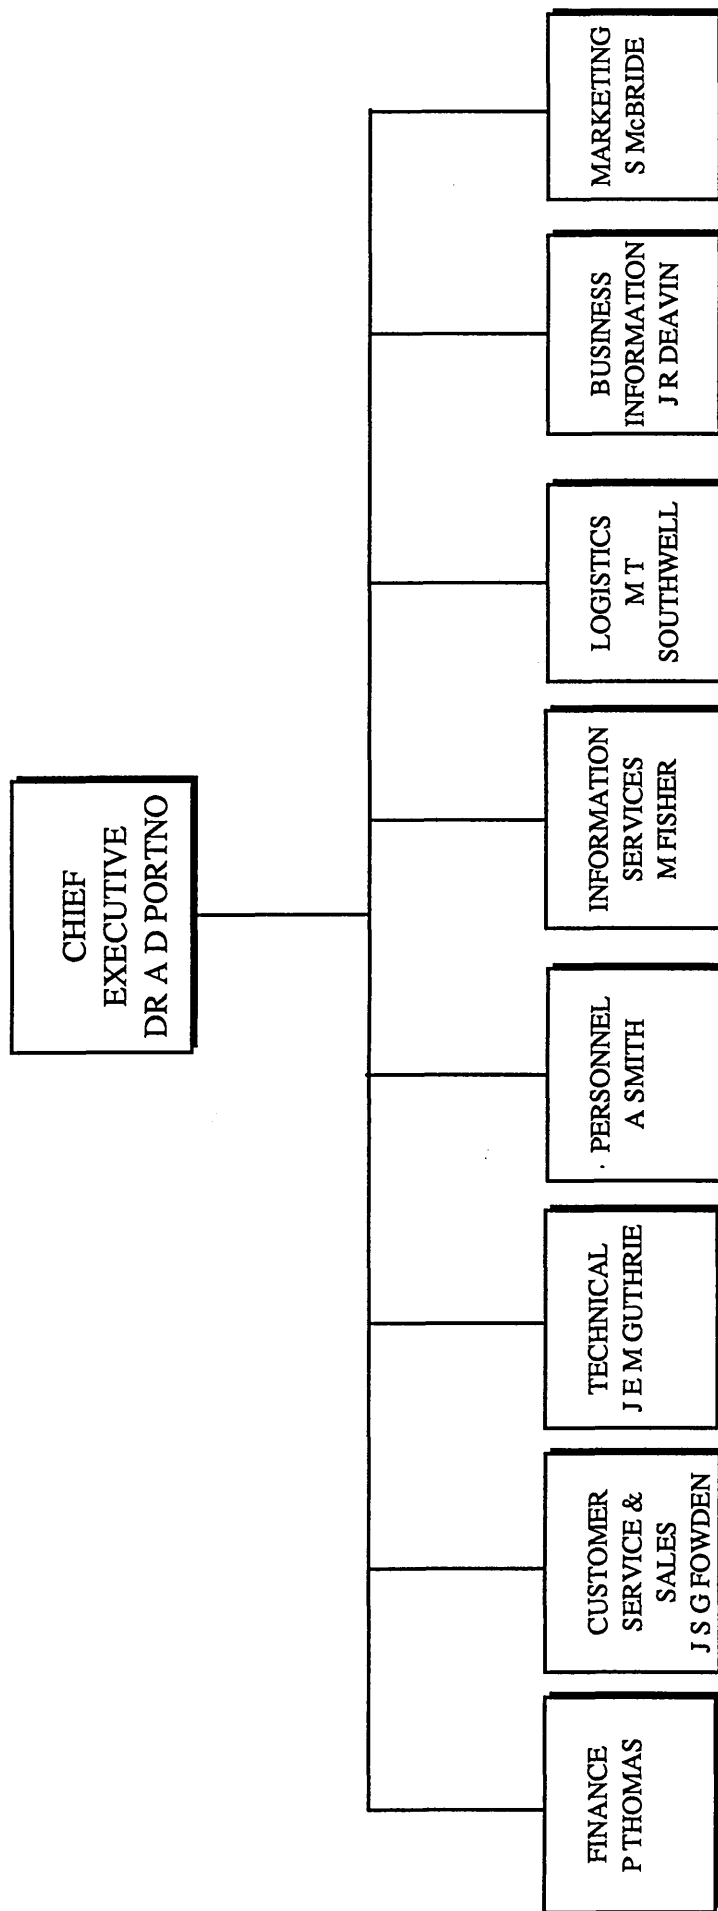 CHIEF
EXECUTIVE
DR A D PORTNO
FINANCE
P THOMAS
CUSTOMER
SERVICE &
SALES
J S G FOWDEN
TECHNICAL
J E M GUTHRIE
PERSONNEL
A SMITH
INFORMATION
SERVICES
M FISHER
LOGISTICS
M T
SOUTHWELL
BUSINESS
INFORMATION
J R DEAVIN
MARKETING
S McBRIDE